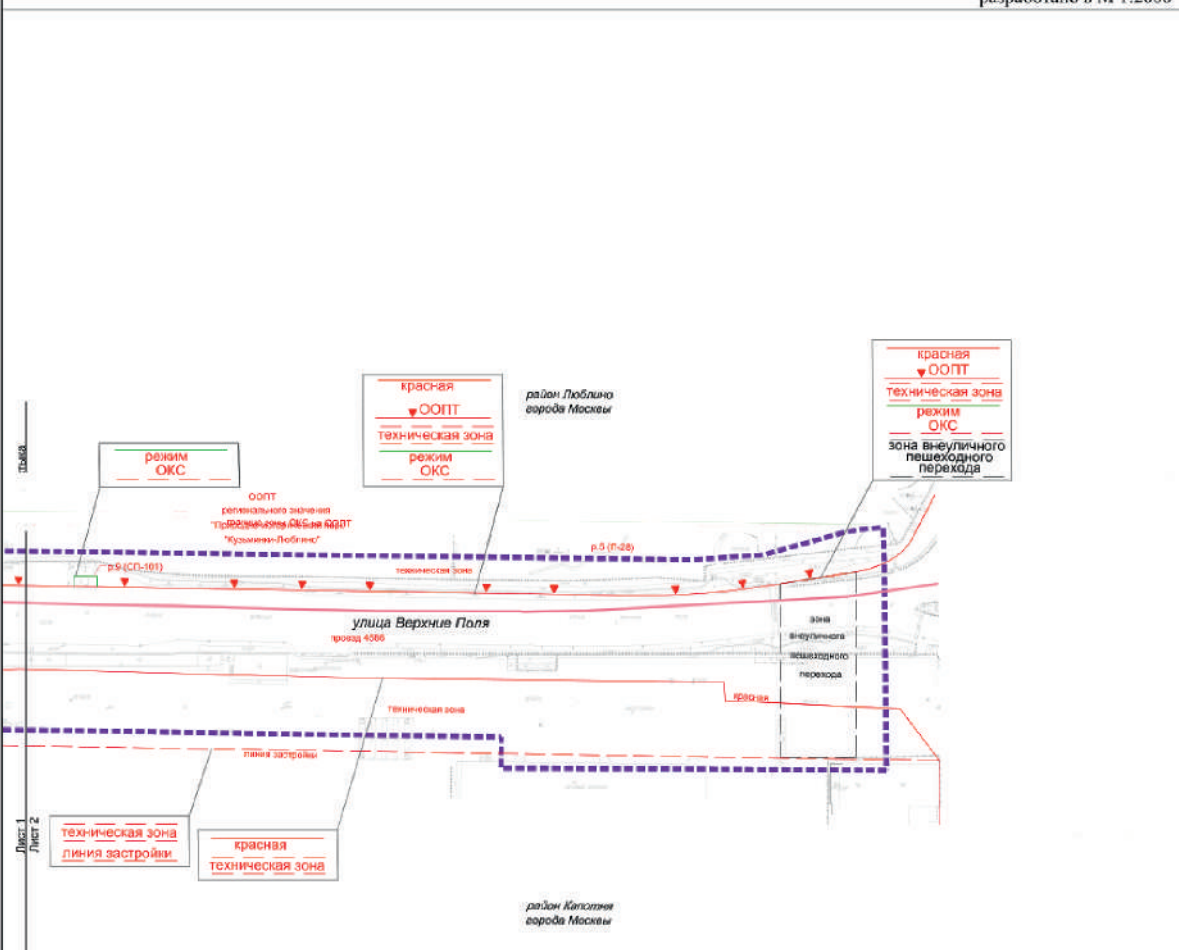 красная
ООПТ
техническая зона
режим
ОКС
зона внеуличного
пешеходного
перехода
красная
ООПТ
техническая зона
режим
ОКС
район Люблино
города Москвы
режим
ОКС
ООПТ
регионального значения
"Кузьминки-Люблино"
р.5 (П-28)
р.9 (СП-101)
техническая зона
улица Верхние Поля
проезд 4586
зона
внеуличного
пешеходного
перехода
красная
техническая зона
линия застройки
Лист 1
Лист 2
техническая зона
линия застройки
красная
техническая зона
район Капотня
города Москвы